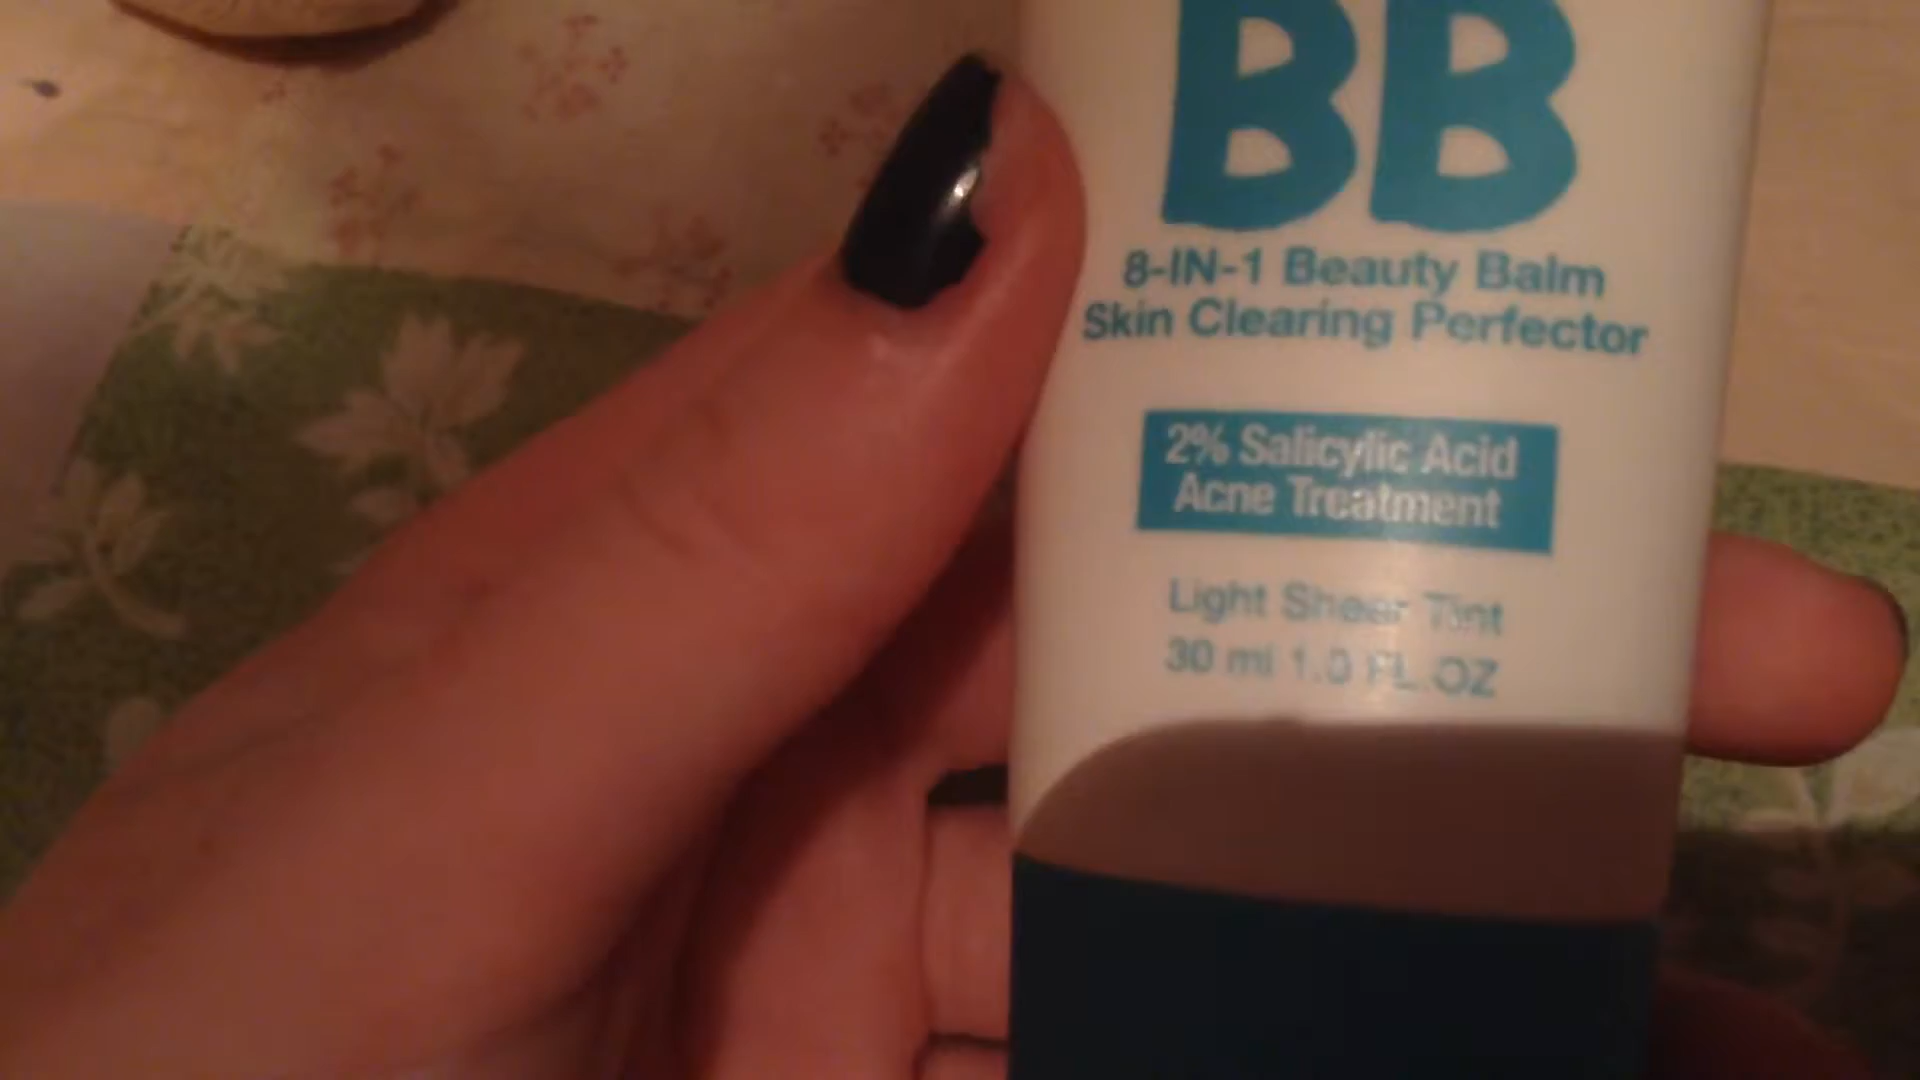 BB
8-IN-1 Beauty Balm
Skin Clearing Perfector
2% Salicylic Acid
Acne Treatment
Light Sheer Tint
30 ml 1.0 FL.OZ